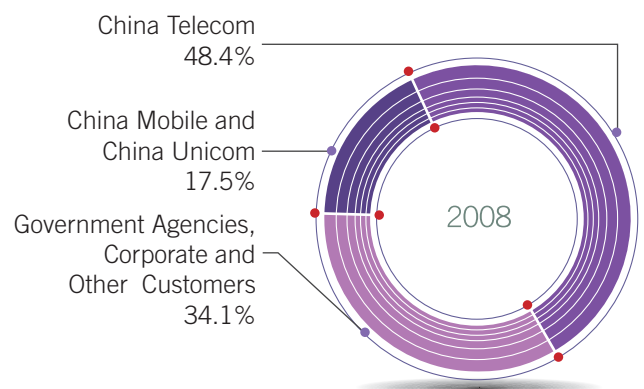 China Telecom
48.4%
China Mobile and
China Unicom
17.5%
Government Agencies,
Corporate and
Other Customers
34.1%
2008